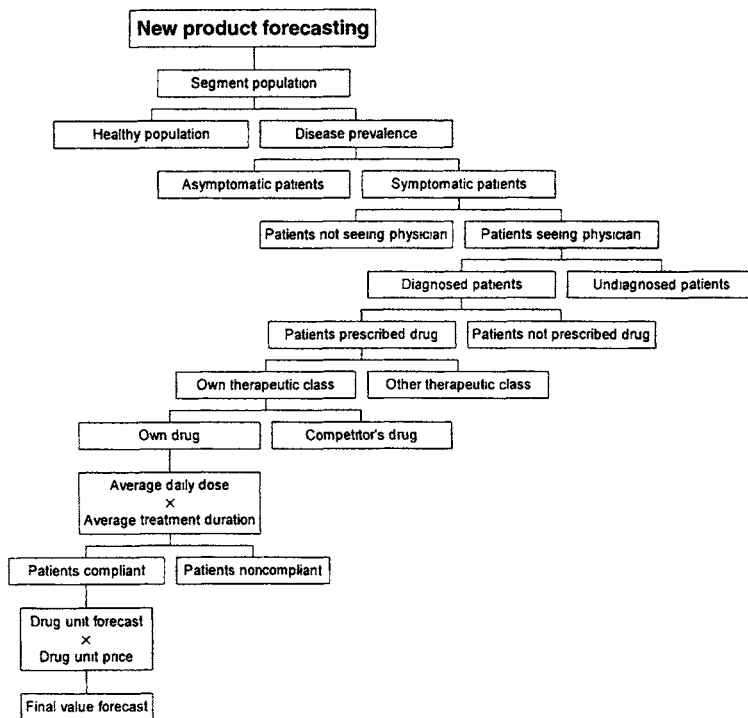 New product forecasting
Segment population
Healthy population
Disease prevalence
Asymptomatic patients
Symptomatic patients
Patients not seeing physician
Patients seeing physician
Diagnosed patients
Undiagnosed patients
Patients prescribed drug
Patients not prescribed drug
Own therapeutic class
Other therapeutic class
Own drug
Competitor's drug
Average daily dose
×
Average treatment duration
Patients compliant
Patients noncompliant
Drug unit forecast
×
Drug unit price
Final value forecast